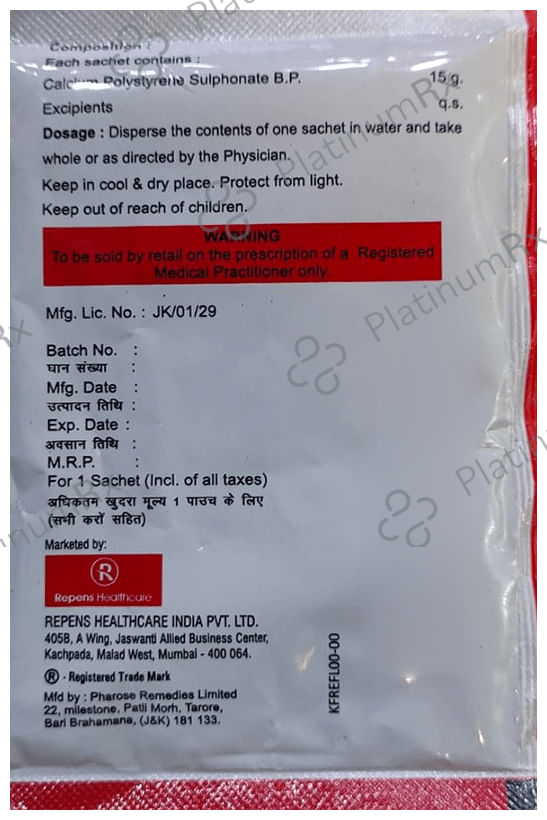 Composition :
Each sachet contains :
Calcium Polystyrene Sulphonate B.P. 15 g.
Excipients q.s.
Dosage : Disperse the contents of one sachet in water and take
whole or as directed by the Physician.
Keep in cool & dry place. Protect from light.
Keep out of reach of children.
WARNING
To be sold by retail on the prescription of a Registered
Medical Practitioner only.
Mfg. Lic. No. : JK/01/29
Batch No. :
घान संख्या :
Mfg. Date :
उत्पादन तिथि :
Exp. Date :
अवसान तिथि :
M.R.P. :
For 1 Sachet (Incl. of all taxes)
अधिकतम खुदरा मूल्य 1 पाउच के लिए
(सभी करों सहित)
Marketed by:
R
Repens Healthcare
REPENS HEALTHCARE INDIA PVT. LTD.
405B, A Wing, Jaswanti Allied Business Center,
Kachpada, Malad West, Mumbai - 400 064.
® - Registered Trade Mark
Mfd by : Pharose Remedies Limited
22, milestone, Patli Morh, Tarore,
Bari Brahamana, (J&K) 181 133.
KFREFL00-00
PlatinumRx
PlatinumRx
PlatinumRx
PlatinumRx